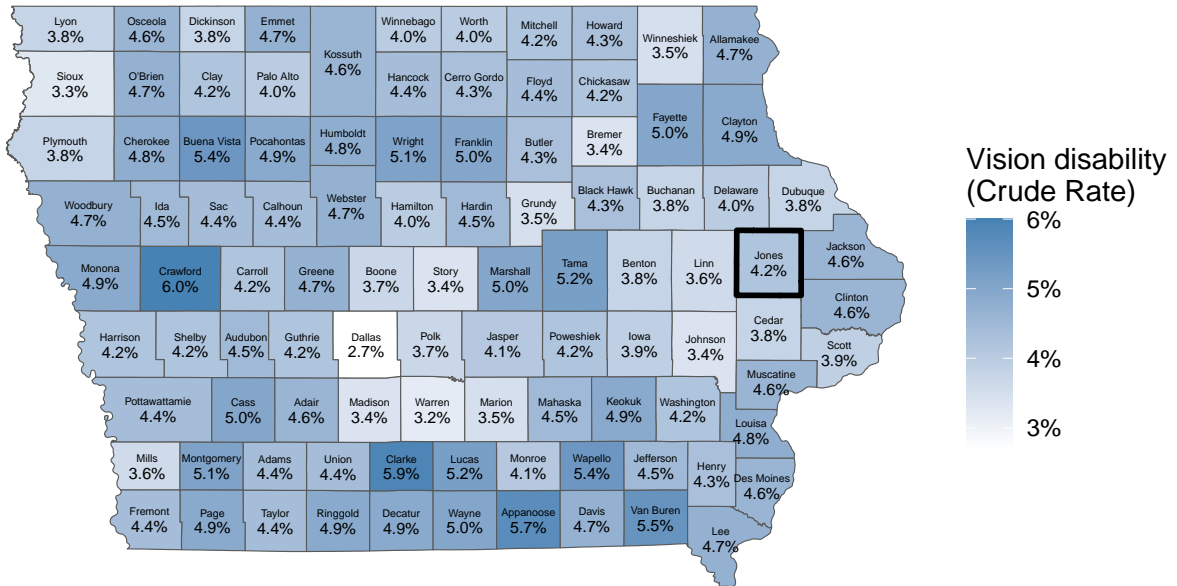 Lyon
3.8%
Osceola
4.6%
Dickinson
3.8%
Emmet
4.7%
Kossuth
4.6%
Winnebago
4.0%
Worth
4.0%
Mitchell
4.2%
Howard
4.3%
Winneshiek
3.5%
Allamakee
4.7%
Sioux
3.3%
O'Brien
4.7%
Clay
4.2%
Palo Alto
4.0%
Hancock
4.4%
Cerro Gordo
4.3%
Floyd
4.4%
Chickasaw
4.2%
Fayette
5.0%
Clayton
4.9%
Plymouth
3.8%
Cherokee
4.8%
Buena Vista
5.4%
Pocahontas
4.9%
Humboldt
4.8%
Wright
5.1%
Franklin
5.0%
Butler
4.3%
Bremer
3.4%
Woodbury
4.7%
Ida
4.5%
Sac
4.4%
Calhoun
4.4%
Webster
4.7%
Hamilton
4.0%
Hardin
4.5%
Grundy
3.5%
Black Hawk
4.3%
Buchanan
3.8%
Delaware
4.0%
Dubuque
3.8%
Monona
4.9%
Crawford
6.0%
Carroll
4.2%
Greene
4.7%
Boone
3.7%
Story
3.4%
Marshall
5.0%
Tama
5.2%
Benton
3.8%
Linn
3.6%
Jones
4.2%
Jackson
4.6%
Clinton
4.6%
Harrison
4.2%
Shelby
4.2%
Audubon
4.5%
Guthrie
4.2%
Dallas
2.7%
Polk
3.7%
Jasper
4.1%
Poweshiek
4.2%
Iowa
3.9%
Johnson
3.4%
Cedar
3.8%
Scott
3.9%
Muscatine
4.6%
Pottawattamie
4.4%
Cass
5.0%
Adair
4.6%
Madison
3.4%
Warren
3.2%
Marion
3.5%
Mahaska
4.5%
Keokuk
4.9%
Washington
4.2%
Louisa
4.8%
Mills
3.6%
Montgomery
5.1%
Adams
4.4%
Union
4.4%
Clarke
5.9%
Lucas
5.2%
Monroe
4.1%
Wapello
5.4%
Jefferson
4.5%
Henry
4.3%
Des Moines
4.6%
Fremont
4.4%
Page
4.9%
Taylor
4.4%
Ringgold
4.9%
Decatur
4.9%
Wayne
5.0%
Appanoose
5.7%
Davis
4.7%
Van Buren
5.5%
Lee
4.7%
Vision disability
(Crude Rate)
6%
5%
4%
3%